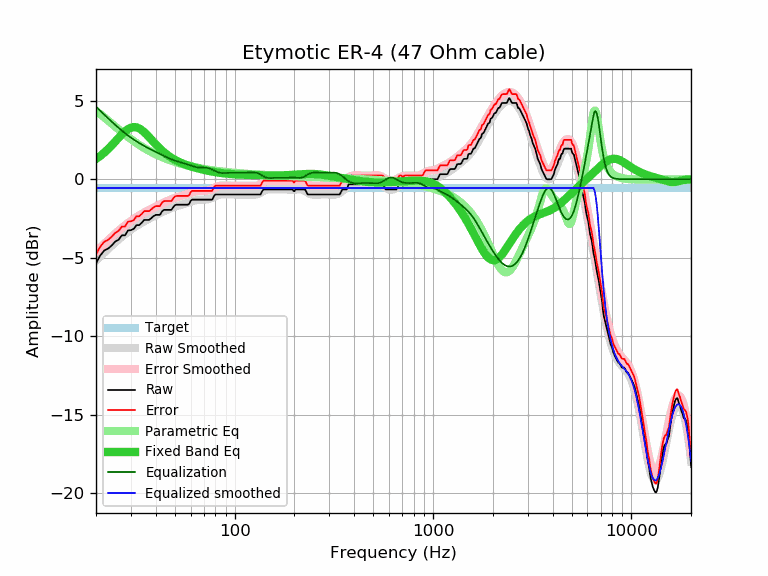 Etymotic ER-4 (47 Ohm cable)
5
0
−5
−10
−15
−20
Amplitude (dBr)
Target
Raw Smoothed
Error Smoothed
Raw
Error
Parametric Eq
Fixed Band Eq
Equalization
Equalized smoothed
100
1000
10000
Frequency (Hz)